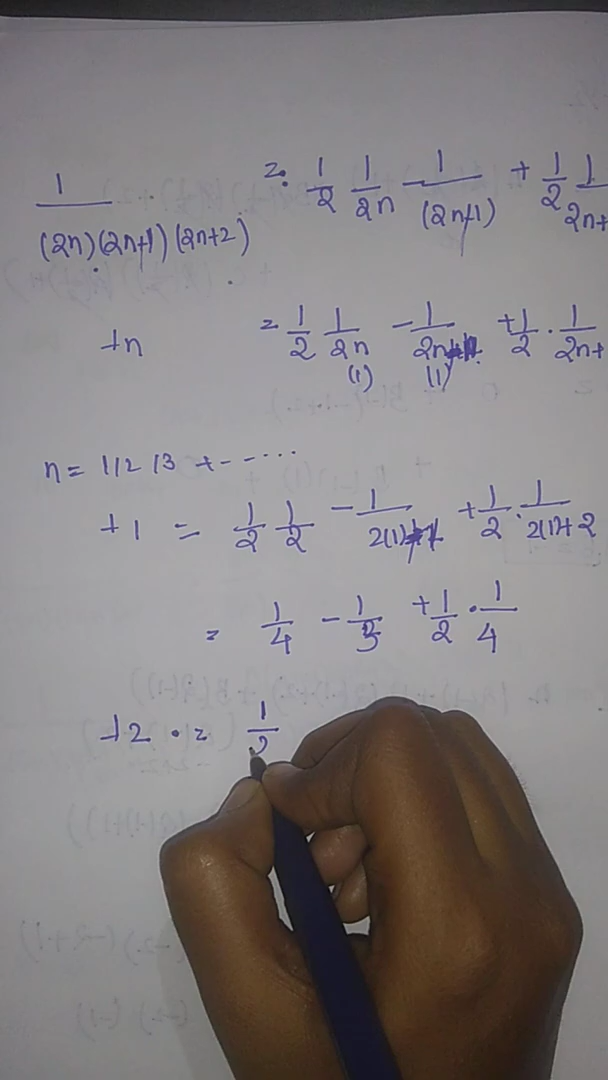 1/((2n)(2n+1)(2n+2)) = 1/2 1/2n - 1/(2n+1) + 1/2 1/2n+
tn = 1/2 1/2n - 1/2n + 1/2 . 1/2n+
(1) (1)
n = 1, 2, 3 + - - ...
t1 = 1/2 1/2 - 1/2(1)+1 + 1/2 . 1/2(1)+2
= 1/4 - 1/3 + 1/2 . 1/4
t2 = 1/2